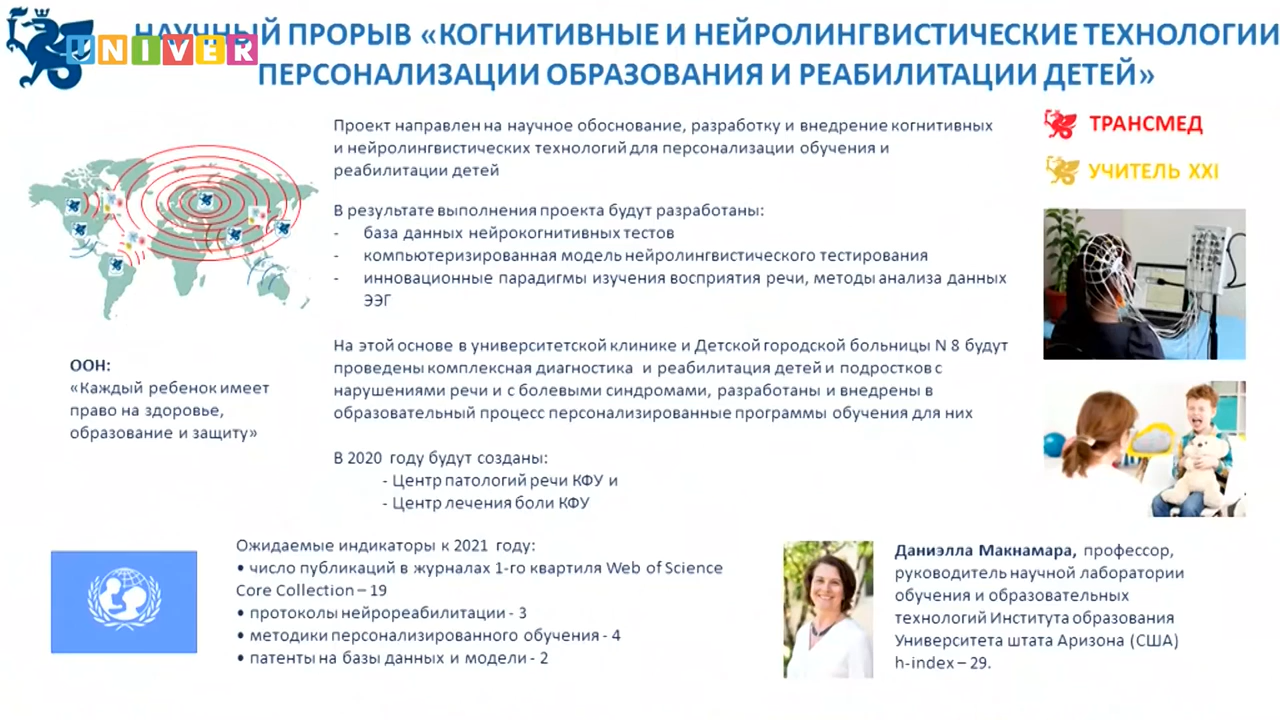 НАУЧНЫЙ ПРОРЫВ «КОГНИТИВНЫЕ И НЕЙРОЛИНГВИСТИЧЕСКИЕ ТЕХНОЛОГИИ
ПЕРСОНАЛИЗАЦИИ ОБРАЗОВАНИЯ И РЕАБИЛИТАЦИИ ДЕТЕЙ»
UNIVER
Проект направлен на научное обоснование, разработку и внедрение когнитивных
и нейролингвистических технологий для персонализации обучения и
реабилитации детей
В результате выполнения проекта будут разработаны:
- база данных нейрокогнитивных тестов
- компьютеризированная модель нейролингвистического тестирования
- инновационные парадигмы изучения восприятия речи, методы анализа данных
ЭЭГ
На этой основе в университетской клинике и Детской городской больницы N 8 будут
проведены комплексная диагностика и реабилитация детей и подростков с
нарушениями речи и с болевыми синдромами, разработаны и внедрены в
образовательный процесс персонализированные программы обучения для них
В 2020 году будут созданы:
- Центр патологий речи КФУ и
- Центр лечения боли КФУ
ТРАНСМЕД
УЧИТЕЛЬ XXI
ООН:
«Каждый ребенок имеет
право на здоровье,
образование и защиту»
Ожидаемые индикаторы к 2021 году:
• число публикаций в журналах 1-го квартиля Web of Science
Core Collection – 19
• протоколы нейрореабилитации - 3
• методики персонализированного обучения - 4
• патенты на базы данных и модели - 2
Даниэлла Макнамара, профессор,
руководитель научной лаборатории
обучения и образовательных
технологий Института образования
Университета штата Аризона (США)
h-index – 29.